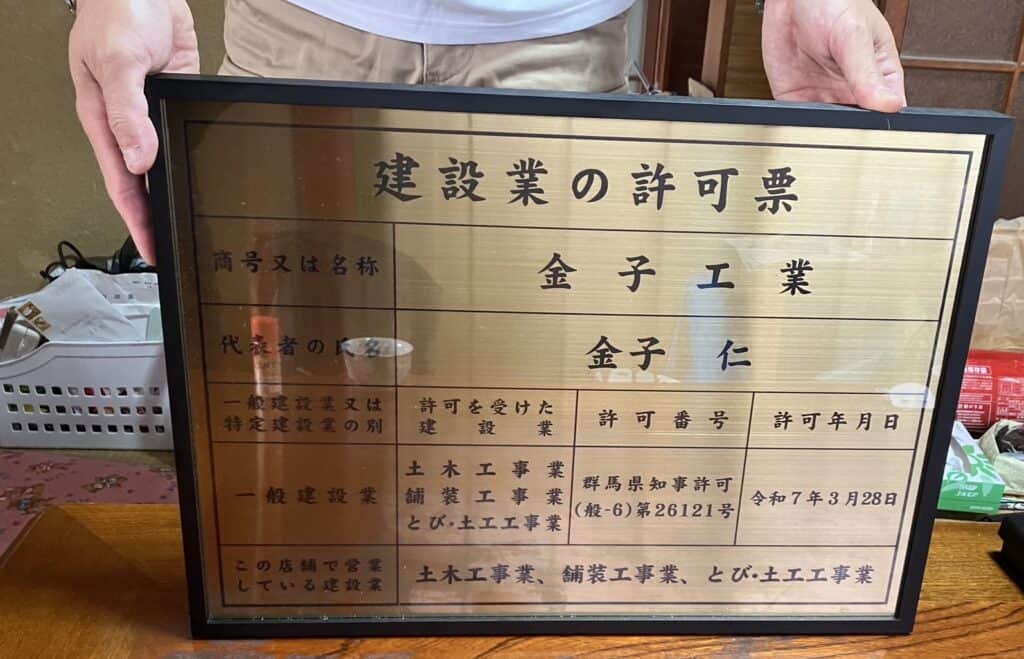 建設業の許可票
商号又は名称
金子工業
代表者の氏名
金子 仁
一般建設業又は
特定建設業の別
許可を受けた
建設業
許可番号
許可年月日
一般建設業
土木工事業
舗装工事業
とび・土工工事業
群馬県知事許可
(般-6)第26121号
令和7年3月28日
この店舗で営業
している建設業
土木工事業、舗装工事業、とび・土工工事業